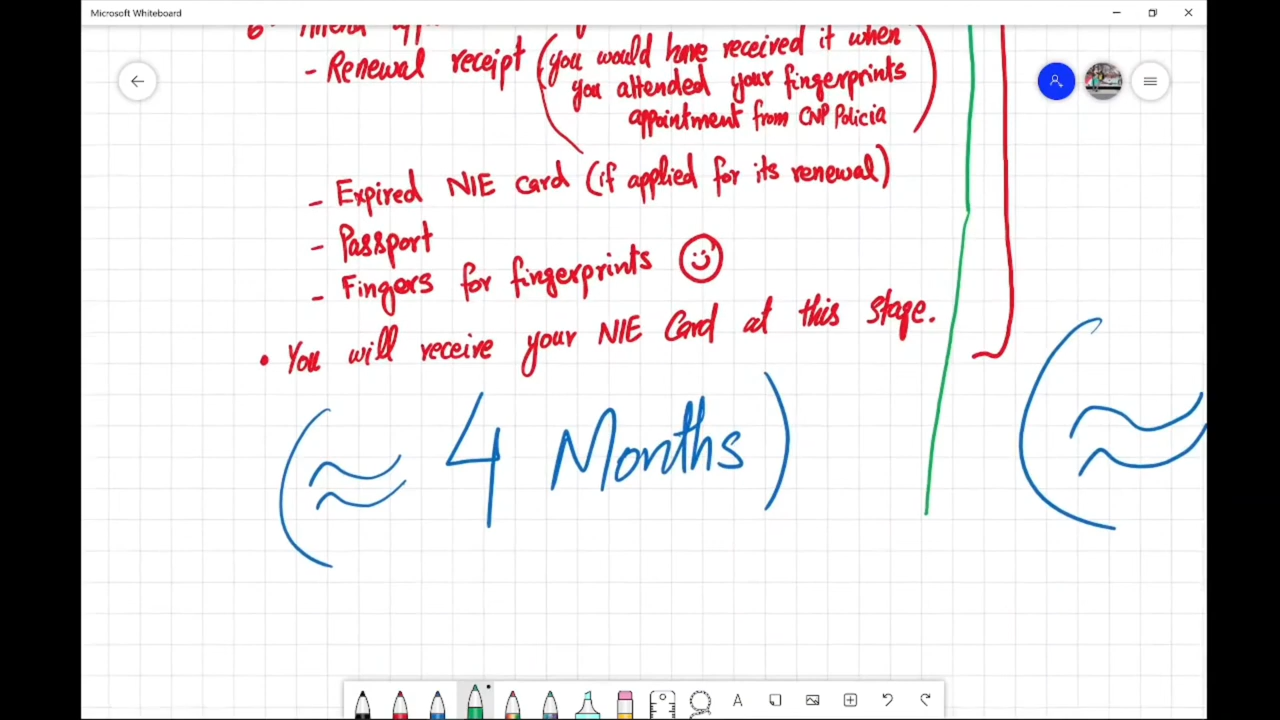 Microsoft Whiteboard
6
- Renewal receipt (you would have received it when
you attended your fingerprints
appointment from CNP Policia
)
- Expired NIE card (if applied for its renewal)
- Passport
- Fingers for fingerprints ☺
• You will receive your NIE Card at this stage.
(≈ 4 Months)
(≈
A